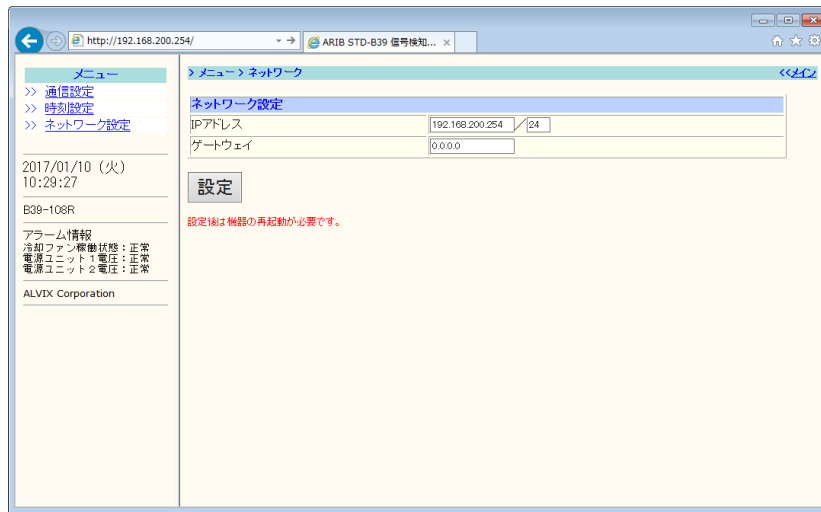 http://192.168.200.254/
ARIB STD-B39 信号検知...
メニュー
>> 通信設定
>> 時刻設定
>> ネットワーク設定
2017/01/10 (火)
10:29:27
B39-108R
アラーム情報
冷却ファン稼働状態：正常
電源ユニット１電圧：正常
電源ユニット２電圧：正常
ALVIX Corporation
> メニュー > ネットワーク
<<メイン
ネットワーク設定
IPアドレス 192.168.200.254 ／ 24
ゲートウェイ 0.0.0.0
設定
設定後は機器の再起動が必要です。